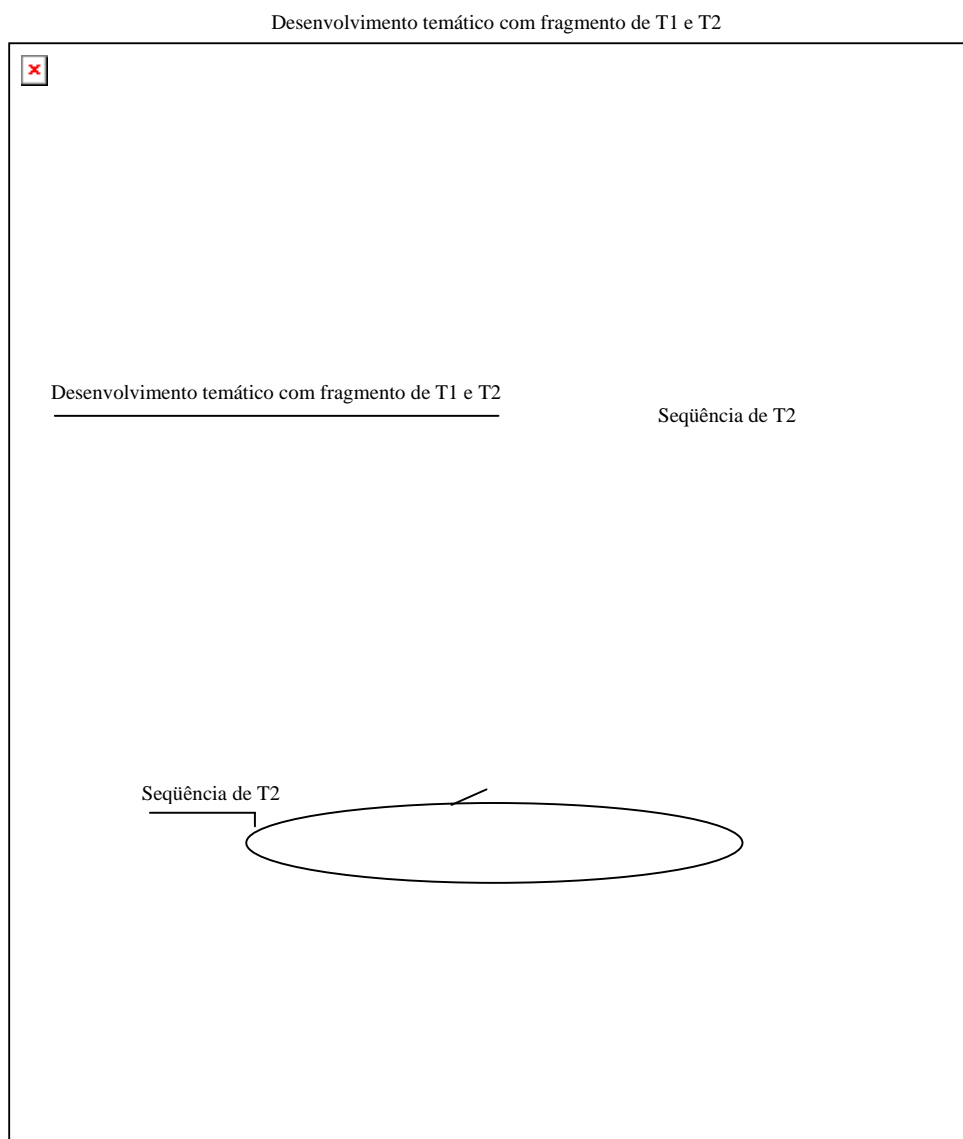 Desenvolvimento temático com fragmento de T1 e T2
Desenvolvimento temático com fragmento de T1 e T2
Seqüência de T2
Seqüência de T2